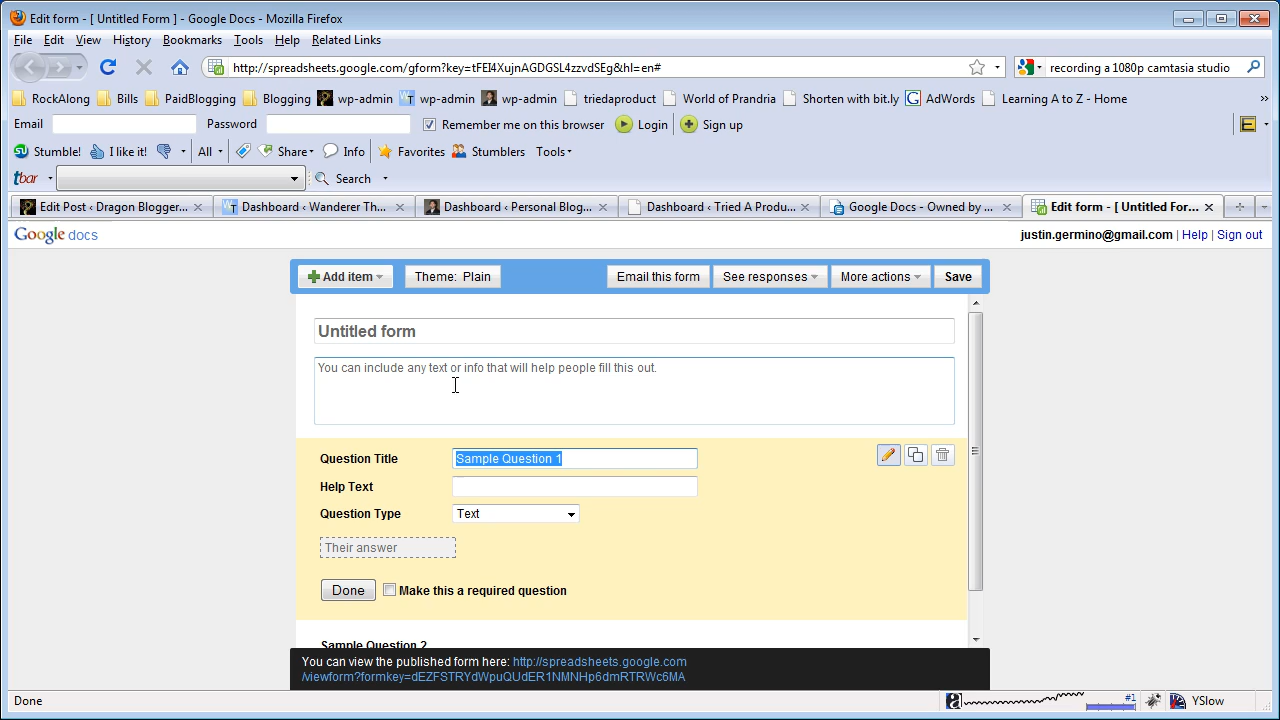 Edit form - [ Untitled Form ] - Google Docs - Mozilla Firefox
File Edit View History Bookmarks Tools Help Related Links
http://spreadsheets.google.com/gform?key=tFEI4XujnAGDGSL4zzvdSEg&hl=en#
recording a 1080p camtasia studio
RockAlong Bills PaidBlogging Blogging wp-admin wp-admin wp-admin triedaproduct World of Prandria Shorten with bit.ly AdWords Learning A to Z - Home »
Email Password Remember me on this browser Login Sign up
Stumble! I like it! All Share Info Favorites Stumblers Tools
tbar Search
Edit Post ‹ Dragon Blogger... Dashboard ‹ Wanderer Th... Dashboard ‹ Personal Blog... Dashboard ‹ Tried A Produ... Google Docs - Owned by ... Edit form - [ Untitled For...
Google docs
justin.germino@gmail.com | Help | Sign out
Add item Theme: Plain Email this form See responses More actions Save
Untitled form
You can include any text or info that will help people fill this out.
Question Title Sample Question 1
Help Text
Question Type Text
Their answer
Done Make this a required question
Sample Question 2
You can view the published form here: http://spreadsheets.google.com
/viewform?formkey=dEZFSTRYdWpuQUdER1NMNHp6dmRTRWc6MA
Done #1 YSlow